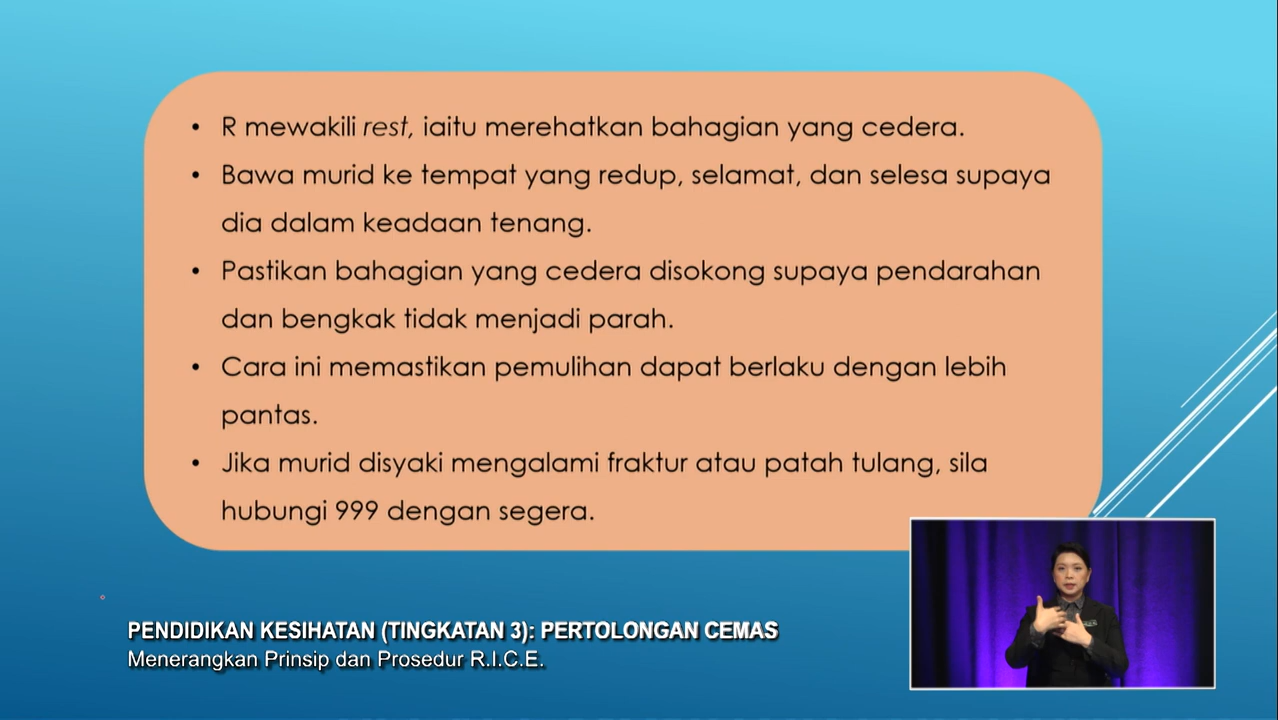 • R mewakili rest, iaitu merehatkan bahagian yang cedera.
• Bawa murid ke tempat yang redup, selamat, dan selesa supaya
dia dalam keadaan tenang.
• Pastikan bahagian yang cedera disokong supaya pendarahan
dan bengkak tidak menjadi parah.
• Cara ini memastikan pemulihan dapat berlaku dengan lebih
pantas.
• Jika murid disyaki mengalami fraktur atau patah tulang, sila
hubungi 999 dengan segera.
PENDIDIKAN KESIHATAN (TINGKATAN 3): PERTOLONGAN CEMAS
Menerangkan Prinsip dan Prosedur R.I.C.E.